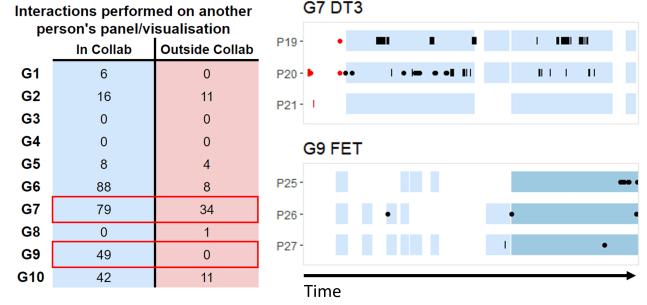 Interactions performed on another
person's panel/visualisation
In Collab Outside Collab
G1 6 0
G2 16 11
G3 0 0
G4 0 0
G5 8 4
G6 88 8
G7 79 34
G8 0 1
G9 49 0
G10 42 11
G7 DT3
P19
P20
P21
G9 FET
P25
P26
P27
Time